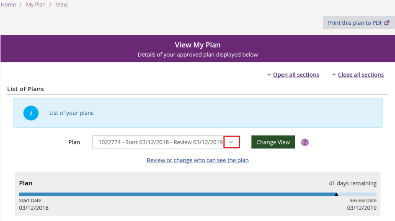 Home / My Plan / View
Print this plan to PDF
View My Plan
Details of your approved plan displayed below
Open all sections Close all sections
List of Plans
i List of your plans
Plan 1022774 - Start 03/12/2018 - Review 03/12/2019 Change View ?
Review or change who can see the plan
Plan 41 days remaining
Start Date Review Date
03/12/2018 03/12/2019